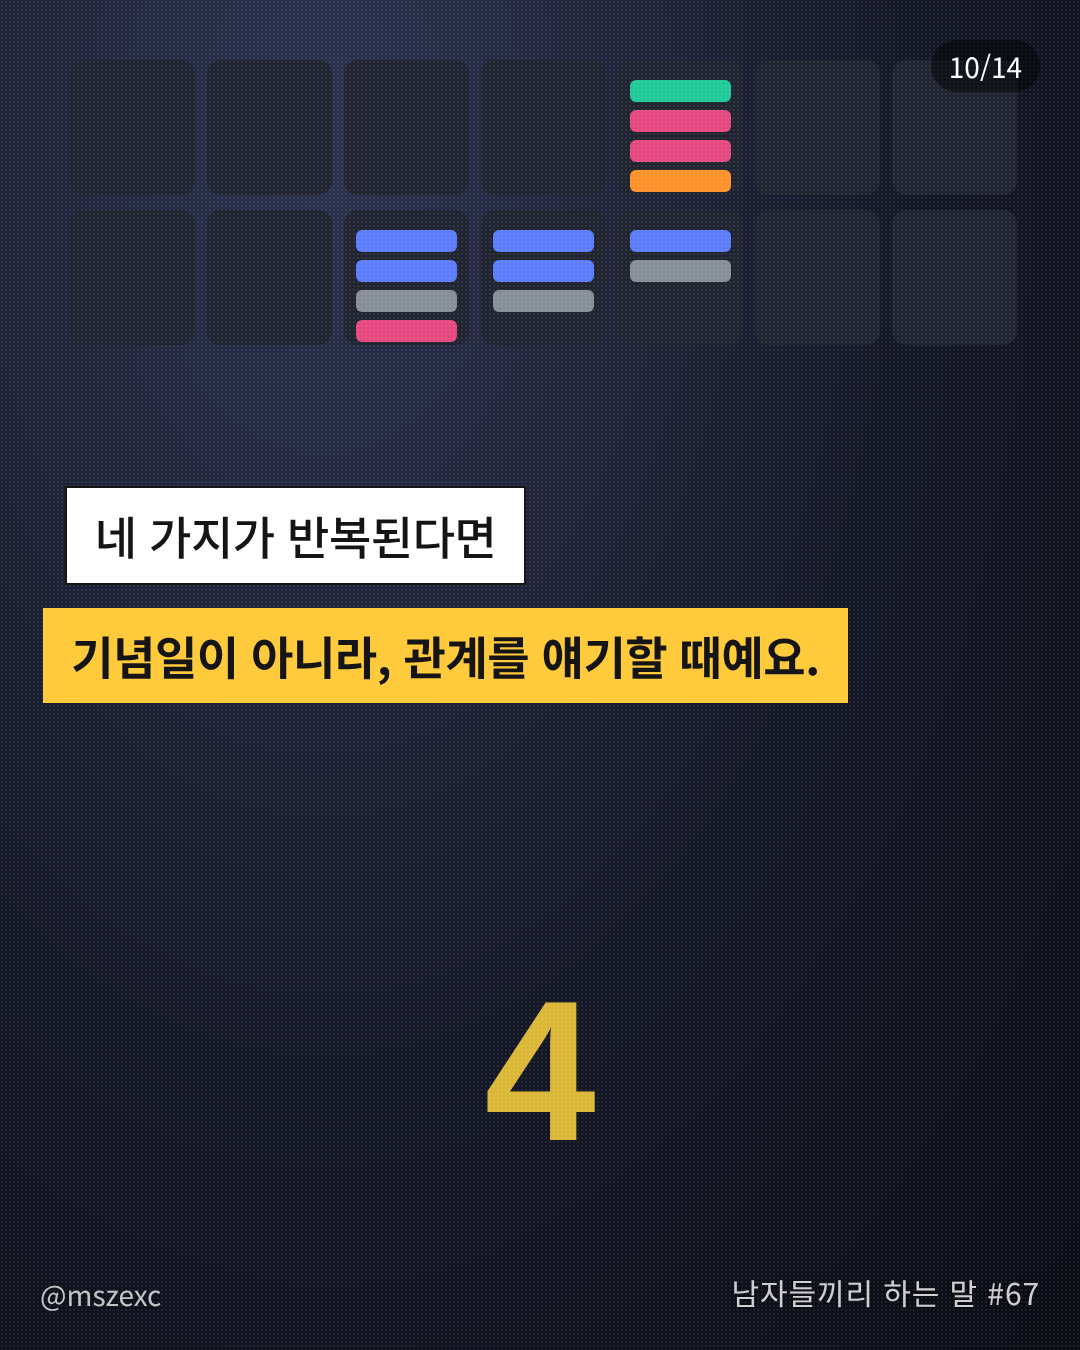 10/14
네 가지가 반복된다면
기념일이 아니라, 관계를 얘기할 때예요.
4
@mszexc
남자들끼리 하는 말 #67